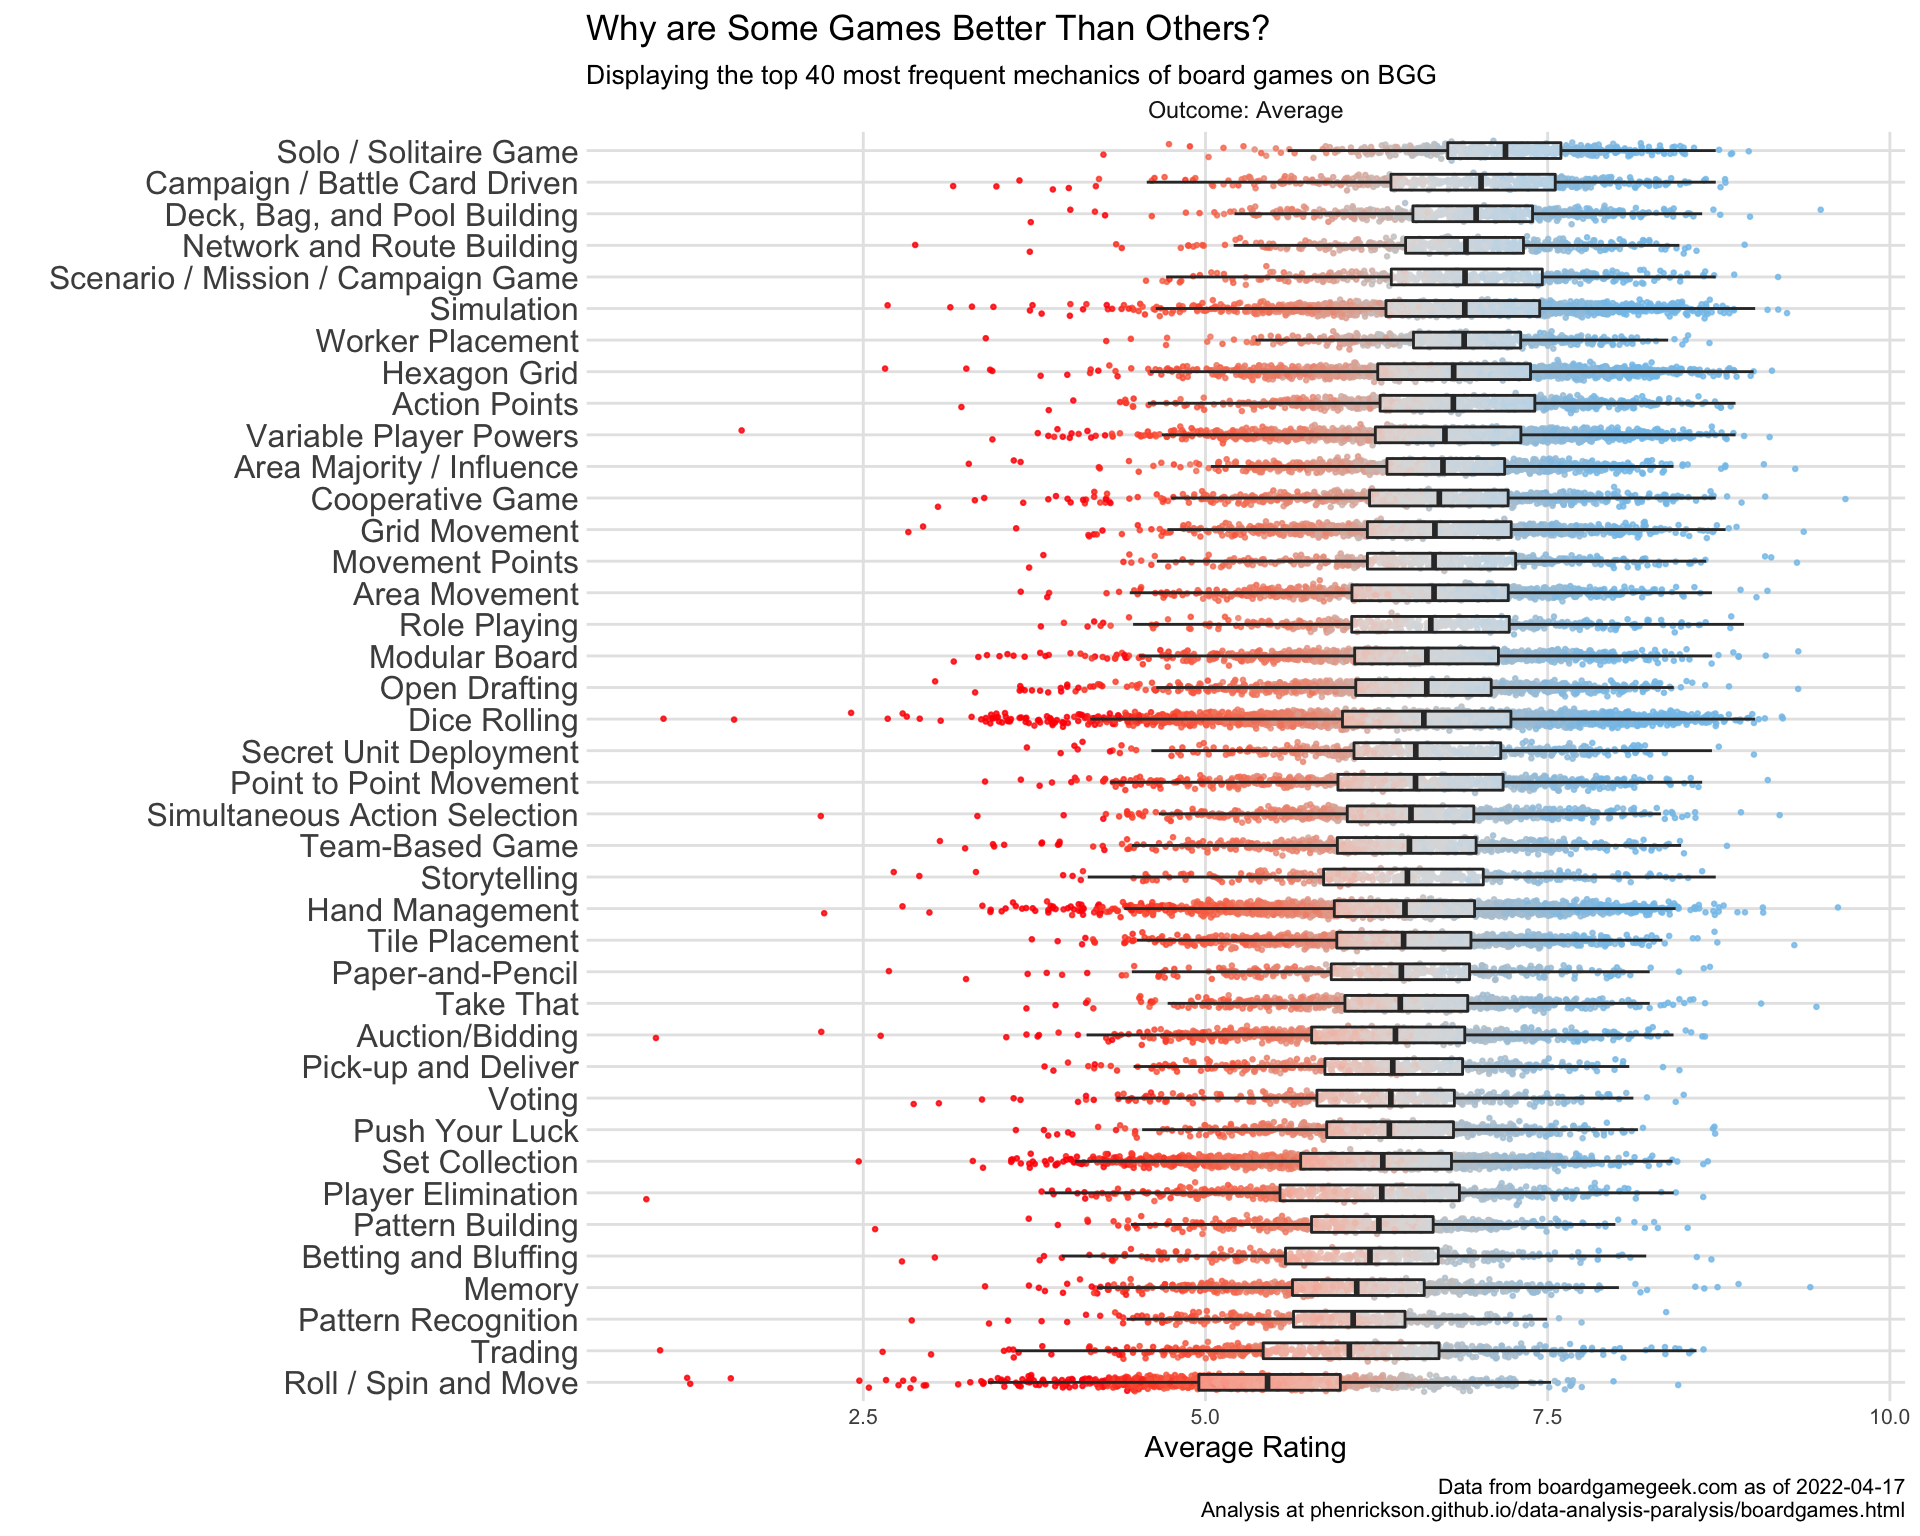 Why are Some Games Better Than Others?
Displaying the top 40 most frequent mechanics of board games on BGG
Outcome: Average
Solo / Solitaire Game
Campaign / Battle Card Driven
Deck, Bag, and Pool Building
Network and Route Building
Scenario / Mission / Campaign Game
Simulation
Worker Placement
Hexagon Grid
Action Points
Variable Player Powers
Area Majority / Influence
Cooperative Game
Grid Movement
Movement Points
Area Movement
Role Playing
Modular Board
Open Drafting
Dice Rolling
Secret Unit Deployment
Point to Point Movement
Simultaneous Action Selection
Team-Based Game
Storytelling
Hand Management
Tile Placement
Paper-and-Pencil
Take That
Auction/Bidding
Pick-up and Deliver
Voting
Push Your Luck
Set Collection
Player Elimination
Pattern Building
Betting and Bluffing
Memory
Pattern Recognition
Trading
Roll / Spin and Move
2.5 5.0 7.5 10.0
Average Rating
Data from boardgamegeek.com as of 2022-04-17
Analysis at phenrickson.github.io/data-analysis-paralysis/boardgames.html